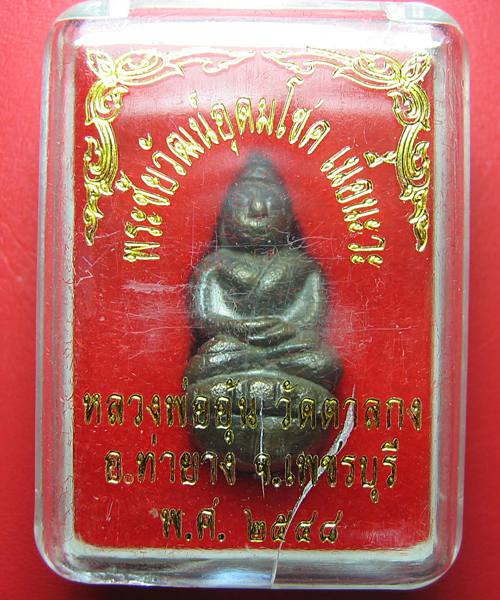 พระชัยวัฒน์อุดมโชค เนื้อนวะ
หลวงพ่ออุ้น วัดตาลกง
อ.ท่ายาง จ.เพชรบุรี
พ.ศ. ๒๕๔๘